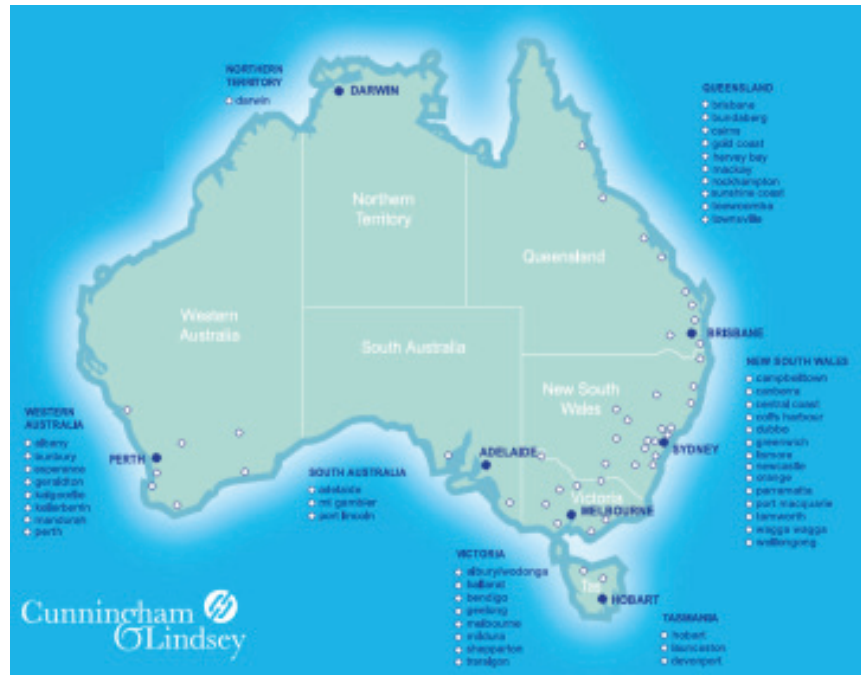 NORTHERN
TERRITORY
darwin
DARWIN
QUEENSLAND
brisbane
bundaberg
cairns
gold coast
hervey bay
mackay
rockhampton
sunshine coast
toowoomba
townsville
Northern
Territory
Queensland
Western
Australia
South Australia
BRISBANE
New South
Wales
NEW SOUTH WALES
campbelltown
canberra
central coast
coffs harbour
dubbo
greenwich
lismore
newcastle
orange
parramatta
port macquarie
tamworth
wagga wagga
wollongong
WESTERN
AUSTRALIA
albany
bunbury
esperance
geraldton
kalgoorlie
kellerberrin
mandurah
perth
PERTH
SOUTH AUSTRALIA
adelaide
mt gambier
port lincoln
ADELAIDE
SYDNEY
Victoria
MELBOURNE
VICTORIA
albury/wodonga
ballarat
bendigo
geelong
melbourne
mildura
shepparton
traralgon
Tas
HOBART
TASMANIA
hobart
launceston
devonport
Cunningham
&Lindsey